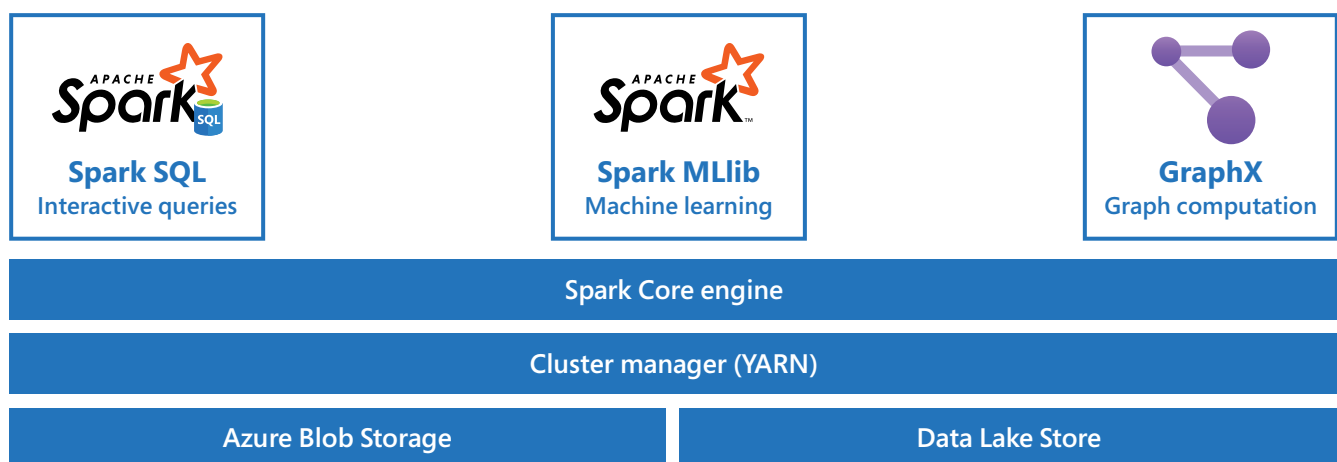 APACHE
Spark
SQL
Spark SQL
Interactive queries
APACHE
Spark™
Spark MLlib
Machine learning
GraphX
Graph computation
Spark Core engine
Cluster manager (YARN)
Azure Blob Storage
Data Lake Store